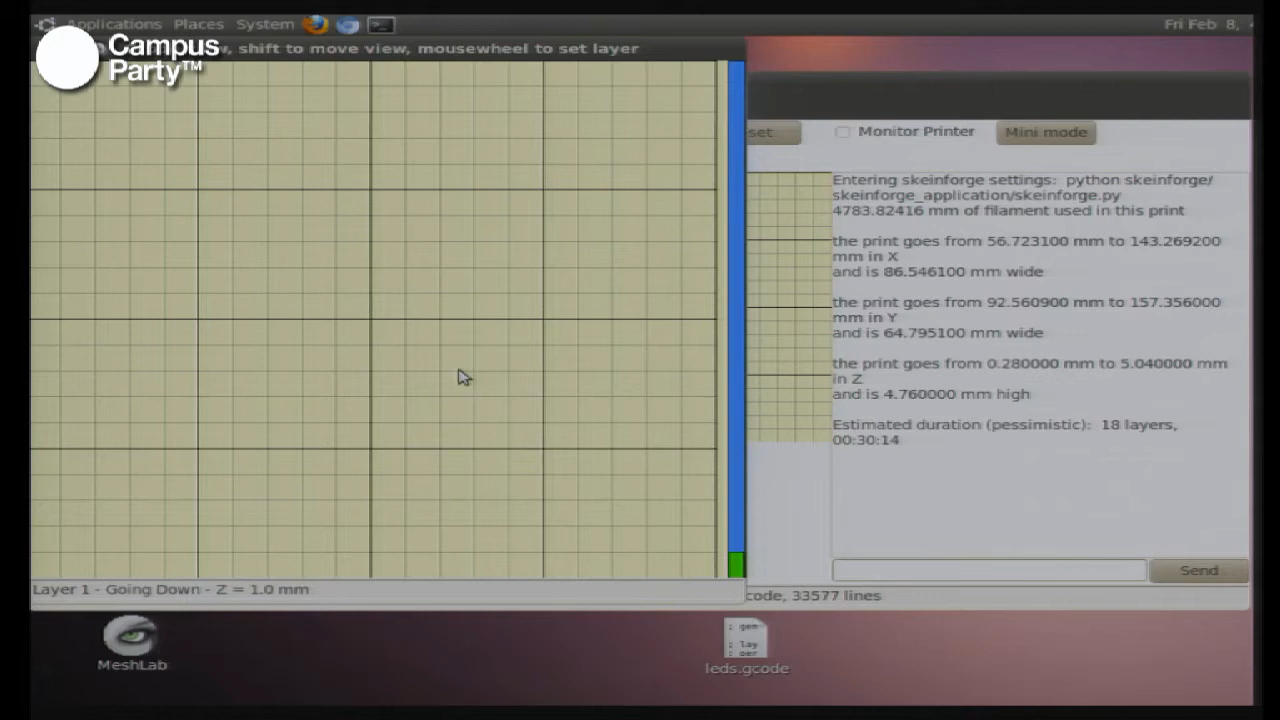 Applications Places System
Fri Feb 8,
Campus
Party™
, shift to move view, mousewheel to set layer
set
Monitor Printer
Mini mode
Entering skeinforge settings: python skeinforge/
skeinforge_application/skeinforge.py
4783.82416 mm of filament used in this print
the print goes from 56.723100 mm to 143.269200
mm in X
and is 86.546100 mm wide
the print goes from 92.560900 mm to 157.356000
mm in Y
and is 64.795100 mm wide
the print goes from 0.280000 mm to 5.040000 mm
in Z
and is 4.760000 mm high
Estimated duration (pessimistic): 18 layers,
00:30:14
Send
Layer 1 - Going Down - Z = 1.0 mm
code, 33577 lines
MeshLab
; gen
; lay
; per
leds.gcode